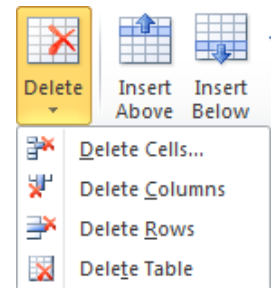 Delete Insert Insert
Above Below
Delete Cells...
Delete Columns
Delete Rows
Delete Table